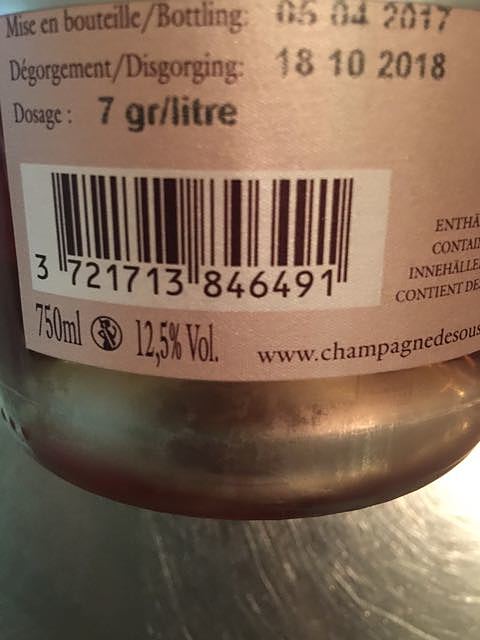 Mise en bouteille/Bottling: 05 04 2017
Dégorgement/Disgorging: 18 10 2018
Dosage : 7 gr/litre
3 721713 846491
ENTHÄ
CONTAI
INNEHÅLLE
CONTIENT DE
750ml 12,5% Vol.
www.champagnedesous